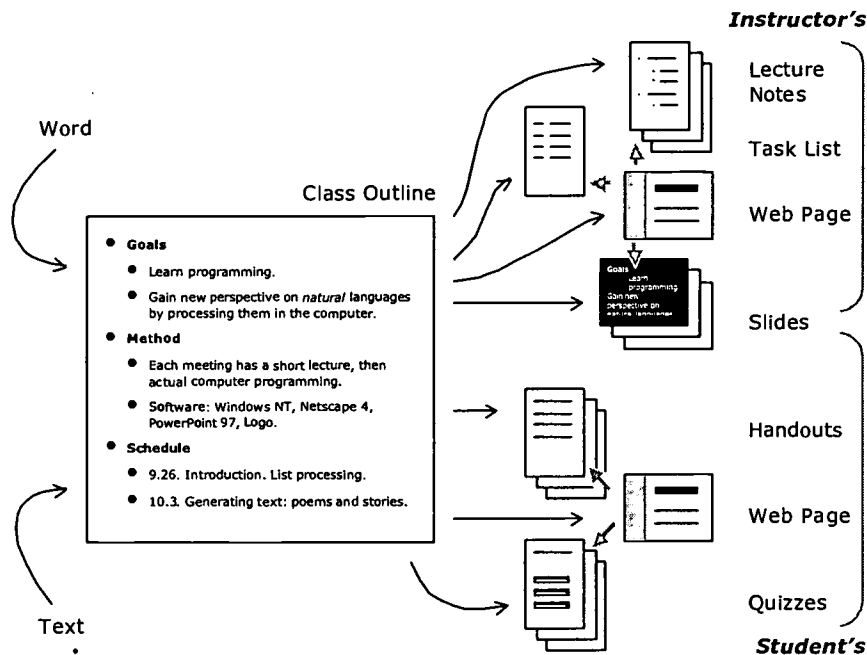 Instructor's
Lecture
Notes
Word
Task List
Class Outline
Web Page
Goals
Learn
programming.
Gain new
perspective on
natural language
Slides
• Goals
• Learn programming.
• Gain new perspective on natural languages
by processing them in the computer.
• Method
• Each meeting has a short lecture, then
actual computer programming.
• Software: Windows NT, Netscape 4,
PowerPoint 97, Logo.
• Schedule
• 9.26. Introduction. List processing.
• 10.3. Generating text: poems and stories.
Handouts
Web Page
Quizzes
Text
Student's